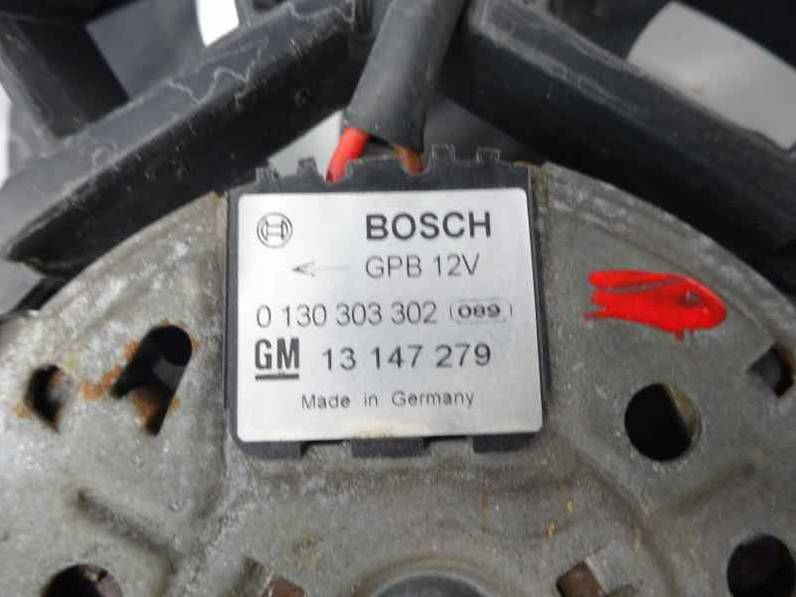 BOSCH
GPB 12V
0 130 303 302 089
GM 13 147 279
Made in Germany